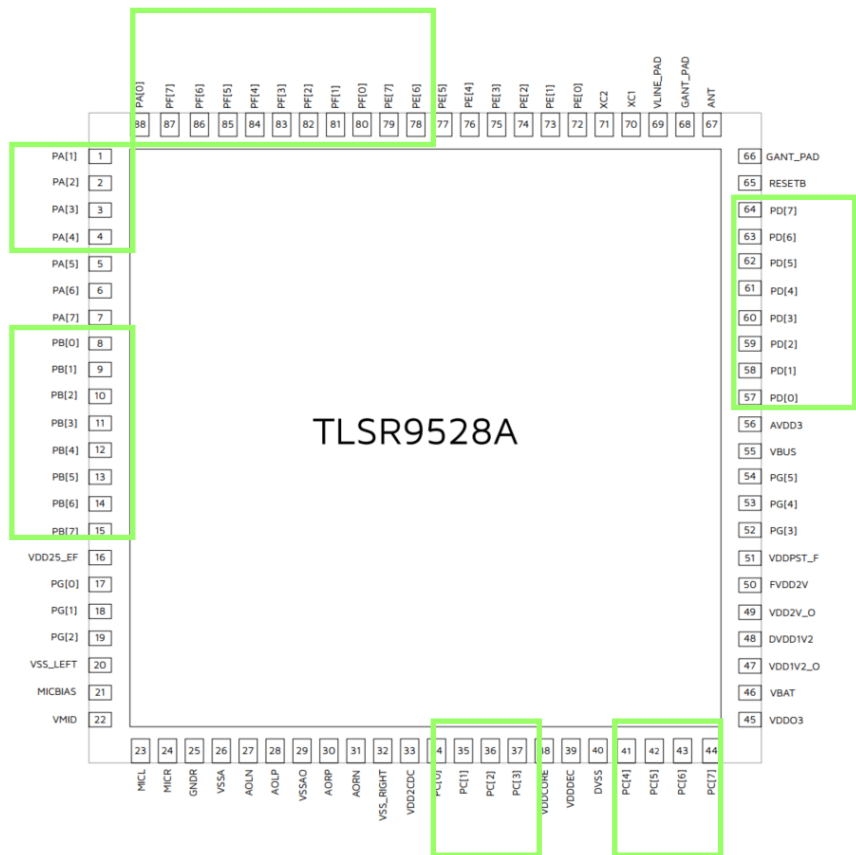 PA[0] PF[7] PF[6] PF[5] PF[4] PF[3] PF[2] PF[1] PF[0] PE[7] PE[6] PE[5] PE[4] PE[3] PE[2] PE[1] PE[0] XC2 XC1 VLINE_PAD GANT_PAD ANT
88 87 86 85 84 83 82 81 80 79 78 77 76 75 74 73 72 71 70 69 68 67
PA[1] 1
PA[2] 2
PA[3] 3
PA[4] 4
PA[5] 5
PA[6] 6
PA[7] 7
PB[0] 8
PB[1] 9
PB[2] 10
PB[3] 11
PB[4] 12
PB[5] 13
PB[6] 14
PB[7] 15
VDD25_EF 16
PG[0] 17
PG[1] 18
PG[2] 19
VSS_LEFT 20
MICBIAS 21
VMID 22
TLSR9528A
66 GANT_PAD
65 RESETB
64 PD[7]
63 PD[6]
62 PD[5]
61 PD[4]
60 PD[3]
59 PD[2]
58 PD[1]
57 PD[0]
56 AVDD3
55 VBUS
54 PG[5]
53 PG[4]
52 PG[3]
51 VDDPST_F
50 FVDD2V
49 VDD2V_O
48 DVDD1V2
47 VDD1V2_O
46 VBAT
45 VDDO3
23 24 25 26 27 28 29 30 31 32 33 34 35 36 37 38 39 40 41 42 43 44
MICL MICR GNDR VSSA AOLN AOLP VSSAO AORP AORN VSS_RIGHT VDD2CDC PC[0] PC[1] PC[2] PC[3] VDDCORE VDDDEC DVSS PC[4] PC[5] PC[6] PC[7]